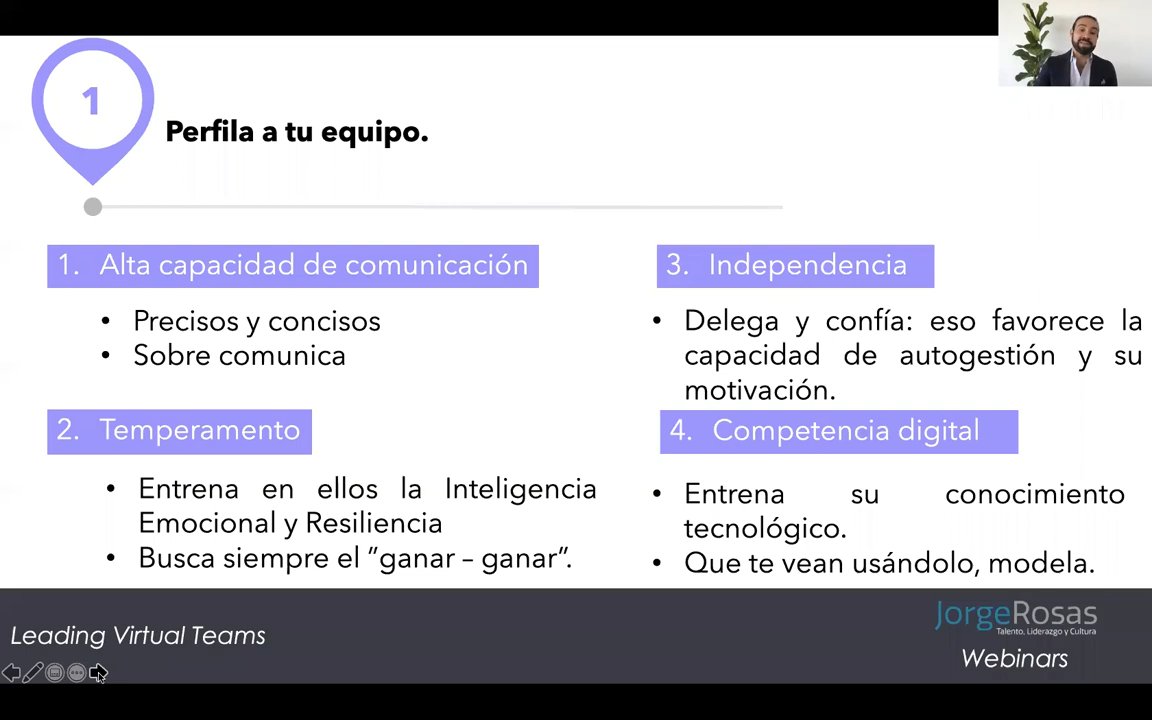 1
Perfila a tu equipo.
1. Alta capacidad de comunicación
• Precisos y concisos
• Sobre comunica
2. Temperamento
• Entrena en ellos la Inteligencia
Emocional y Resiliencia
• Busca siempre el ”ganar – ganar”.
3. Independencia
• Delega y confía: eso favorece la
capacidad de autogestión y su
motivación.
4. Competencia digital
• Entrena su conocimiento
tecnológico.
• Que te vean usándolo, modela.
Leading Virtual Teams
JorgeRosas
Talento, Liderazgo y Cultura
Webinars